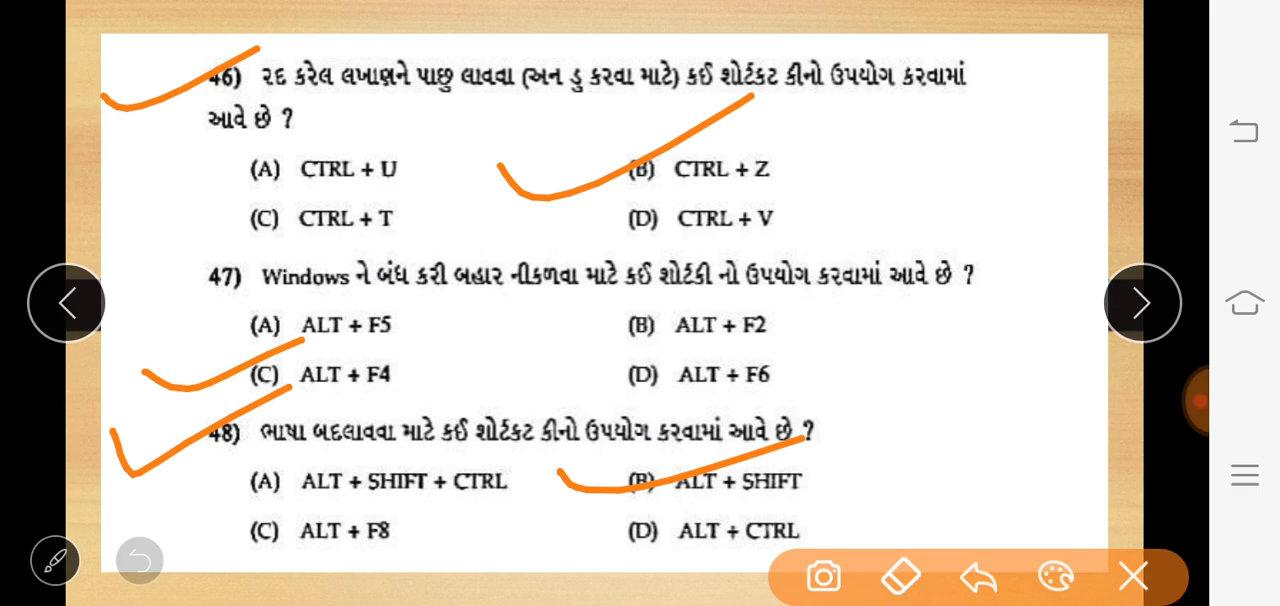 46) રદ કરેલ લખાણને પાછુ લાવવા (અન ડુ કરવા માટે) કઈ શોર્ટકટ કીનો ઉપયોગ કરવામાં
આવે છે ?
(A) CTRL + U (B) CTRL + Z
(C) CTRL + T (D) CTRL + V
47) Windows ને બંધ કરી બહાર નીકળવા માટે કઈ શોર્ટકી નો ઉપયોગ કરવામાં આવે છે ?
(A) ALT + F5 (B) ALT + F2
(C) ALT + F4 (D) ALT + F6
48) ભાષા બદલાવવા માટે કઈ શોર્ટકટ કીનો ઉપયોગ કરવામાં આવે છે ?
(A) ALT + SHIFT + CTRL (B) ALT + SHIFT
(C) ALT + F8 (D) ALT + CTRL